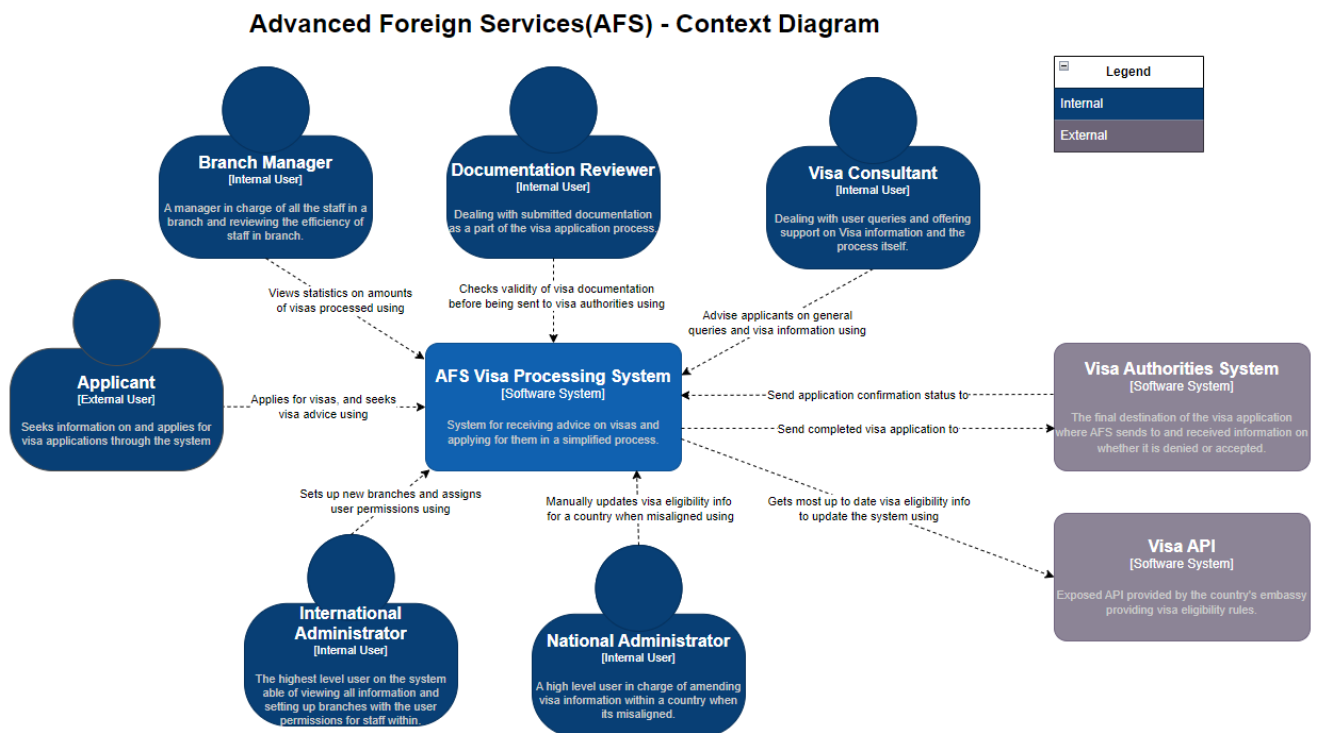 Advanced Foreign Services(AFS) - Context Diagram
Legend
Internal
External
Branch Manager
[Internal User]
A manager in charge of all the staff in a
branch and reviewing the efficiency of
staff in branch.
Documentation Reviewer
[Internal User]
Dealing with submitted documentation
as a part of the visa application process.
Visa Consultant
[Internal User]
Dealing with user queries and offering
support on Visa information and the
process itself.
Views statistics on amounts
of visas processed using
Checks validity of visa documentation
before being sent to visa authorities using
Advise applicants on general
queries and visa information using
Applicant
[External User]
Seeks information on and applies for
visa applications through the system
Applies for visas, and seeks
visa advice using
AFS Visa Processing System
[Software System]
System for receiving advice on visas and
applying for them in a simplified process.
Send application confirmation status to
Send completed visa application to
Visa Authorities System
[Software System]
The final destination of the visa application
where AFS sends to and received information on
whether it is denied or accepted.
Sets up new branches and assigns
user permissions using
Manually updates visa eligibility info
for a country when misaligned using
Gets most up to date visa eligibility info
to update the system using
Visa API
[Software System]
Exposed API provided by the country's embassy
providing visa eligibility rules.
International
Administrator
[Internal User]
The highest level user on the system
able of viewing all information and
setting up branches with the user
permissions for staff within.
National Administrator
[Internal User]
A high level user in charge of amending
visa information within a country when
its misaligned.